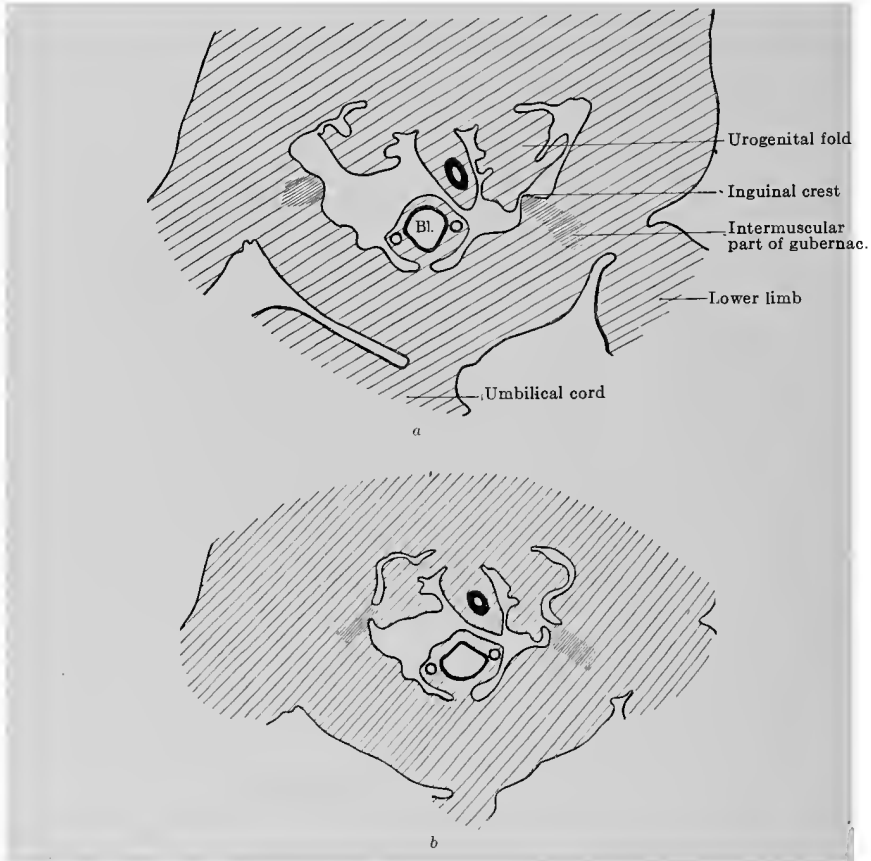 Urogenital fold
Inguinal crest
Bl.
Intermuscular
part of gubernac.
Lower limb
Umbilical cord
a
b